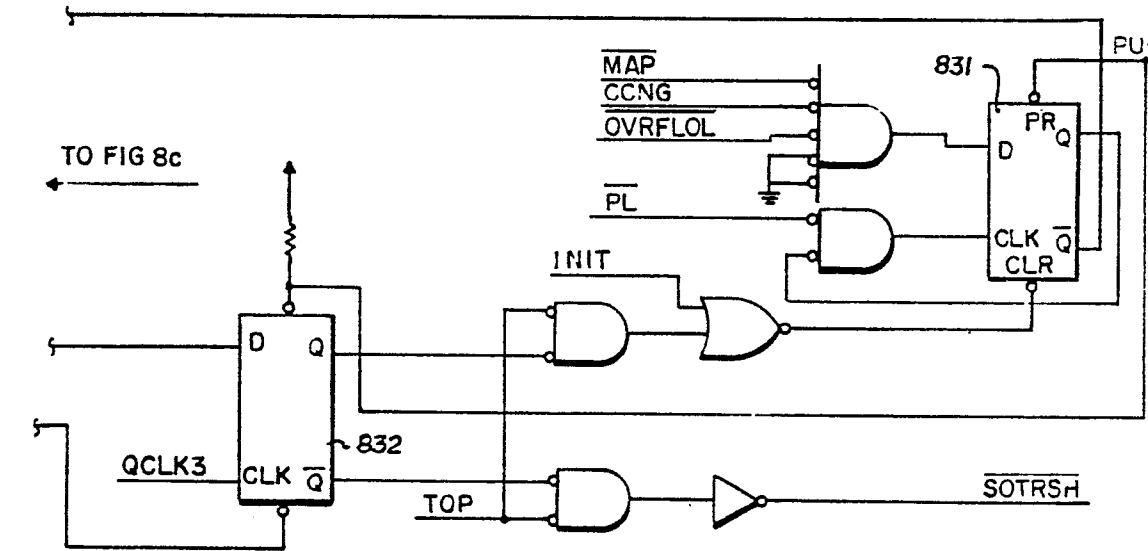 MAP
CCNG
OVRFLOL
831
PU
PR
Q
D
TO FIG 8c
PL
CLK
Q
CLR
INIT
D
Q
832
QCLK3
CLK
Q
TOP
SOTRSH